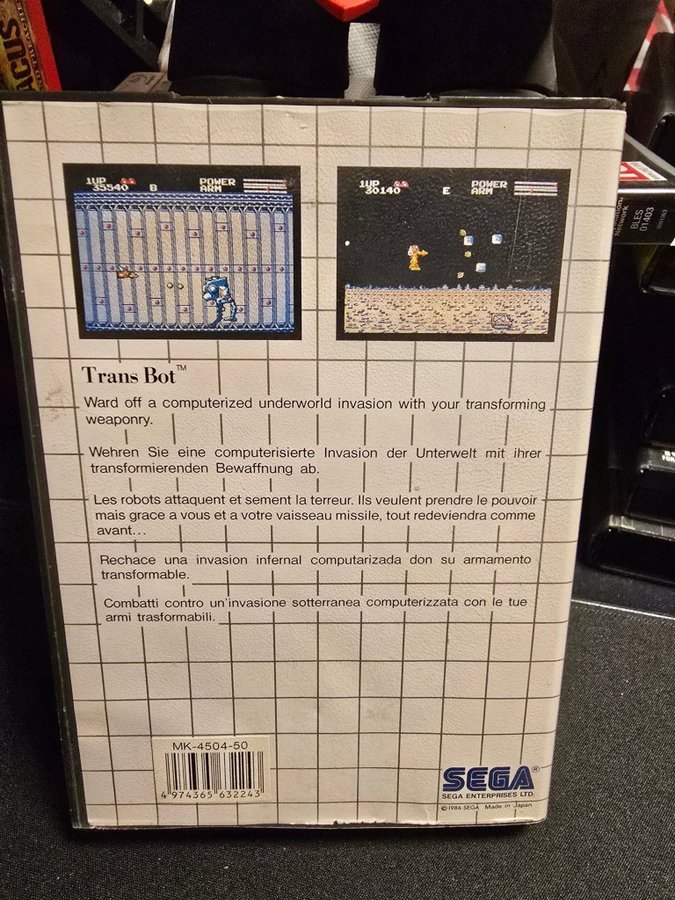 ACUS
1UP
35540 B
POWER
ARM
1UP
30140 E
POWER
ARM
BLES
01403
Network
Trans Bot™
Ward off a computerized underworld invasion with your transforming
weaponry.
Wehren Sie eine computerisierte Invasion der Unterwelt mit ihrer
transformierenden Bewaffnung ab.
Les robots attaquent et sement la terreur. Ils veulent prendre le pouvoir
mais grace a vous et a votre vaisseau missile, tout redeviendra comme
avant...
Rechace una invasion infernal computarizada don su armamento
transformable.
Combatti contro un'invasione sotterranea computerizzata con le tue
armi trasformabili.
MK-4504-50
4 974365 632243
SEGA®
SEGA ENTERPRISES LTD.
©1986 SEGA Made in Japan